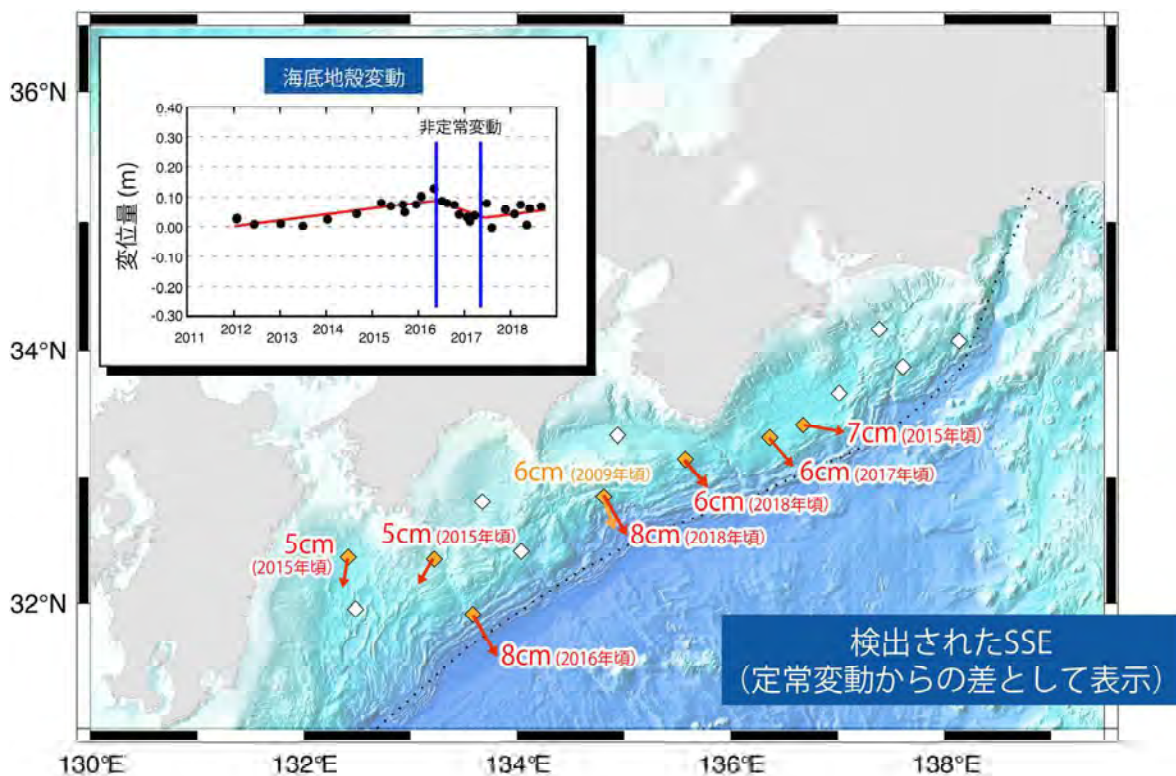 海底地殻変動
非定常変動
変位量 (m)
0.40
0.30
0.20
0.10
0.00
-0.10
-0.20
-0.30
2011
2012
2013
2014
2015
2016
2017
2018
36°N
34°N
32°N
7cm (2015年頃)
6cm (2017年頃)
6cm (2009年頃)
6cm (2018年頃)
8cm (2018年頃)
5cm (2015年頃)
5cm
(2015年頃)
8cm (2016年頃)
検出されたSSE
（定常変動からの差として表示）
130°E
132°E
134°E
136°E
138°E